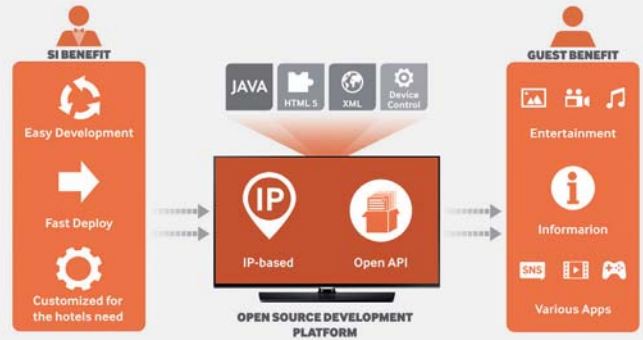 SI BENEFIT
Easy Development
Fast Deploy
Customized for
the hotels need
JAVA
HTML 5
XML
Device
Control
IP
IP-based
Open API
OPEN SOURCE DEVELOPMENT
PLATFORM
GUEST BENEFIT
Entertainment
i
Informarion
SNS
Various Apps